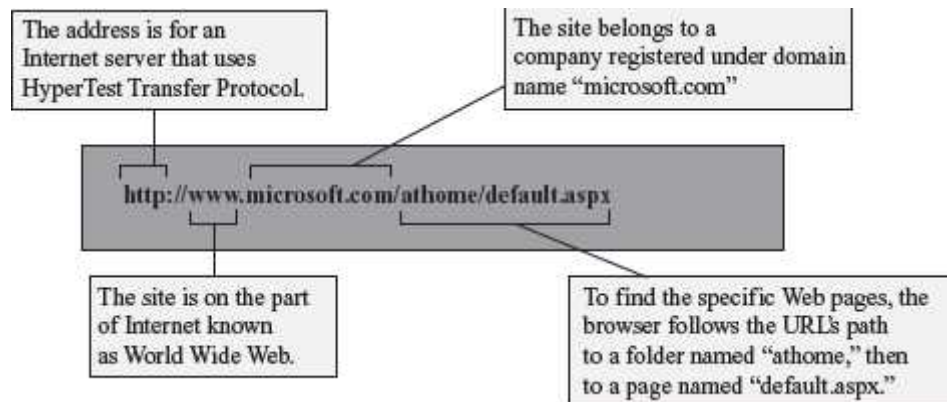 The address is for an
Internet server that uses
HyperTest Transfer Protocol.
The site belongs to a
company registered under domain
name “microsoft.com”
http://www.microsoft.com/athome/default.aspx
The site is on the part
of Internet known
as World Wide Web.
To find the specific Web pages, the
browser follows the URL's path
to a folder named “athome,” then
to a page named “default.aspx.”